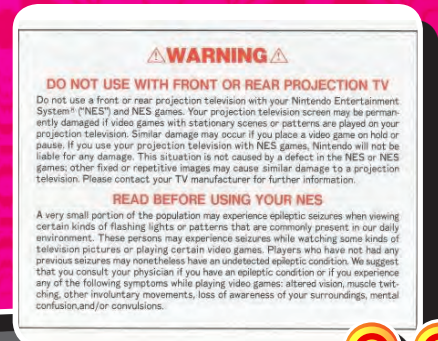 ⚠WARNING⚠
DO NOT USE WITH FRONT OR REAR PROJECTION TV
Do not use a front or rear projection television with your Nintendo Entertainment
System® ("NES") and NES games. Your projection television screen may be perman-
ently damaged if video games with stationary scenes or patterns are played on your
projection television. Similar damage may occur if you place a video game on hold or
pause. If you use your projection television with NES games, Nintendo will not be
liable for any damage. This situation is not caused by a defect in the NES or NES
games; other fixed or repetitive images may cause similar damage to a projection
television. Please contact your TV manufacturer for further information.
READ BEFORE USING YOUR NES
A very small portion of the population may experience epileptic seizures when viewing
certain kinds of flashing lights or patterns that are commonly present in our daily
environment. These persons may experience seizures while watching some kinds of
television pictures or playing certain video games. Players who have not had any
previous seizures may nonetheless have an undetected epileptic condition. We suggest
that you consult your physician if you have an epileptic condition or if you experience
any of the following symptoms while playing video games: altered vision, muscle twit-
ching, other involuntary movements, loss of awareness of your surroundings, mental
confusion,and/or convulsions.